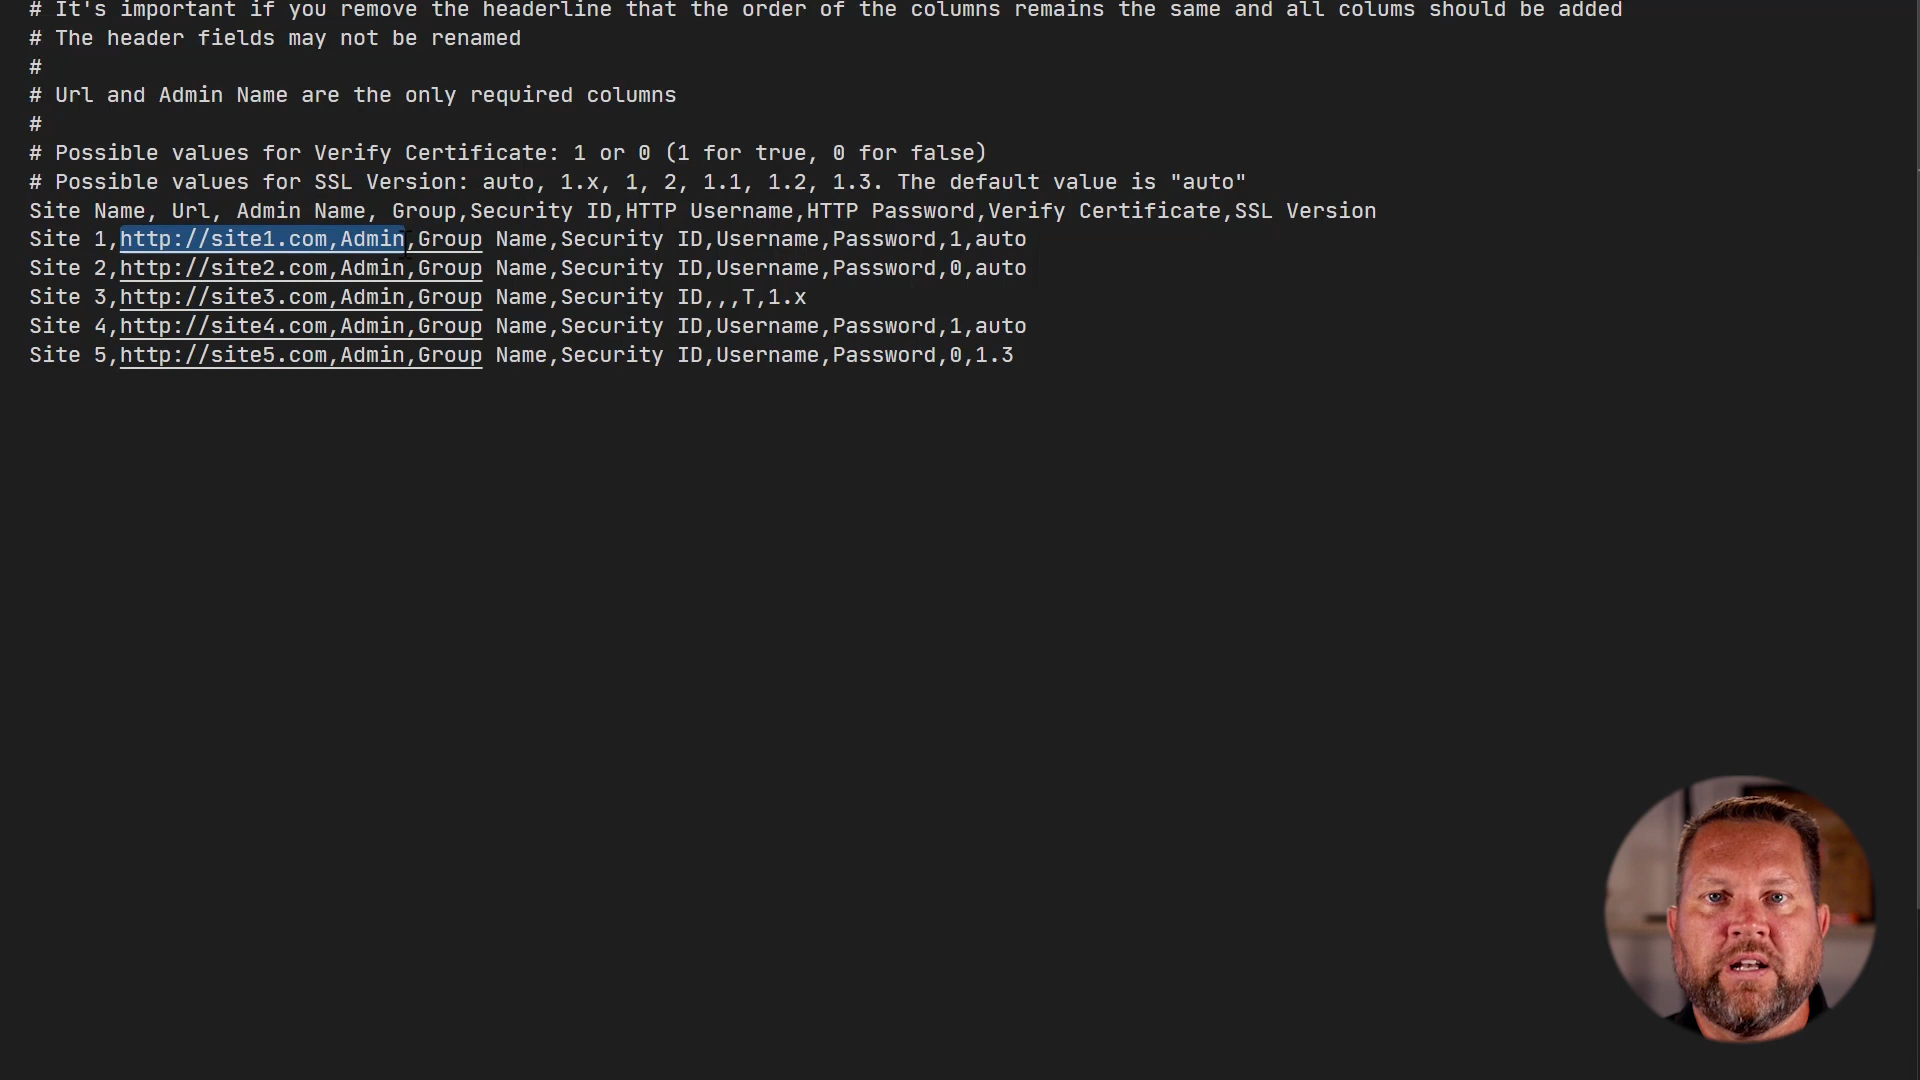 # It's important if you remove the headerline that the order of the columns remains the same and all colums should be added
# The header fields may not be renamed
#
# Url and Admin Name are the only required columns
#
# Possible values for Verify Certificate: 1 or 0 (1 for true, 0 for false)
# Possible values for SSL Version: auto, 1.x, 1, 2, 1.1, 1.2, 1.3. The default value is "auto"
Site Name, Url, Admin Name, Group,Security ID,HTTP Username,HTTP Password,Verify Certificate,SSL Version
Site 1,http://site1.com,Admin,Group Name,Security ID,Username,Password,1,auto
Site 2,http://site2.com,Admin,Group Name,Security ID,Username,Password,0,auto
Site 3,http://site3.com,Admin,Group Name,Security ID,,,T,1.x
Site 4,http://site4.com,Admin,Group Name,Security ID,Username,Password,1,auto
Site 5,http://site5.com,Admin,Group Name,Security ID,Username,Password,0,1.3